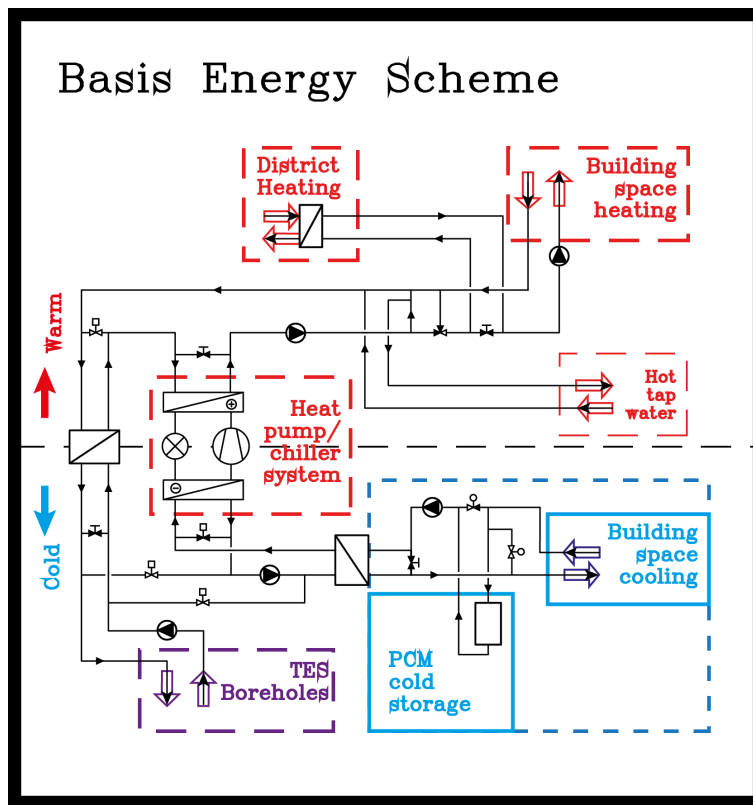 Basis Energy Scheme
District
Heating
Building
space
heating
Warm
Hot
tap
water
Heat
pump/
chiller
system
Cold
Building
space
cooling
TES
Boreholes
PCM
cold
storage